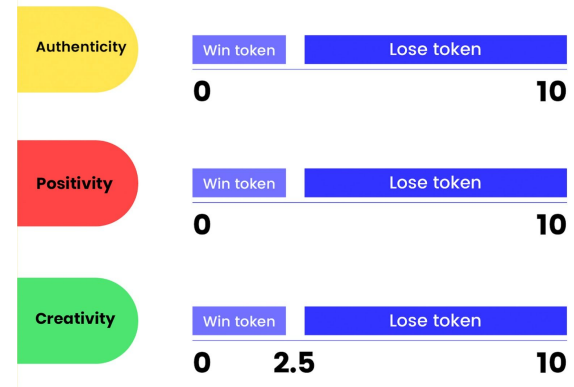 Authenticity
Win token
Lose token
0
10
Positivity
Win token
Lose token
0
10
Creativity
Win token
Lose token
0
2.5
10